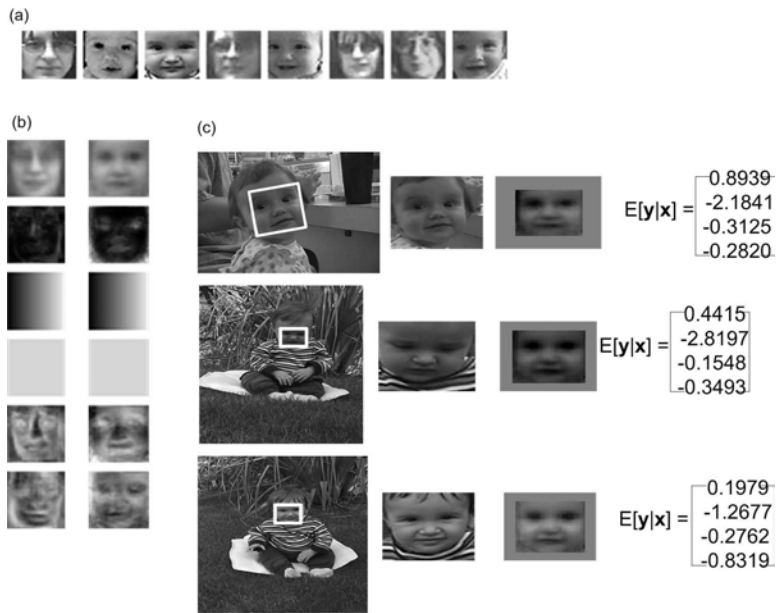 (a)
(b)
(c)
E[y|x] =
0.8939
-2.1841
-0.3125
-0.2820
E[y|x] =
0.4415
-2.8197
-0.1548
-0.3493
E[y|x] =
0.1979
-1.2677
-0.2762
-0.8319